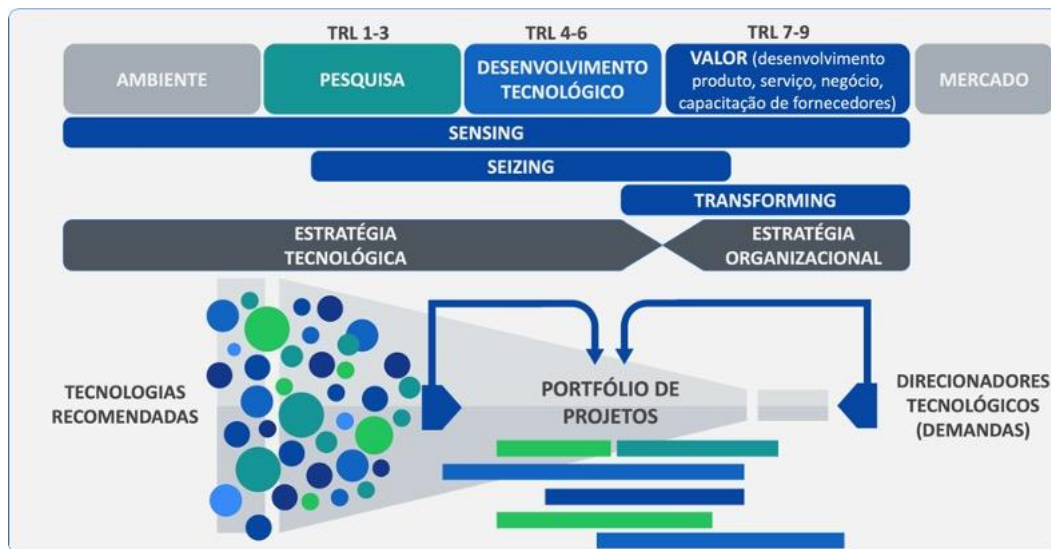 TRL 1-3
TRL 4-6
TRL 7-9
AMBIENTE
PESQUISA
DESENVOLVIMENTO
TECNOLÓGICO
VALOR (desenvolvimento
produto, serviço, negócio,
capacitação de fornecedores)
MERCADO
SENSING
SEIZING
TRANSFORMING
ESTRATÉGIA
TECNOLÓGICA
ESTRATÉGIA
ORGANIZACIONAL
TECNOLOGIAS
RECOMENDADAS
PORTFÓLIO DE
PROJETOS
DIRECIONADORES
TECNOLÓGICOS
(DEMANDAS)